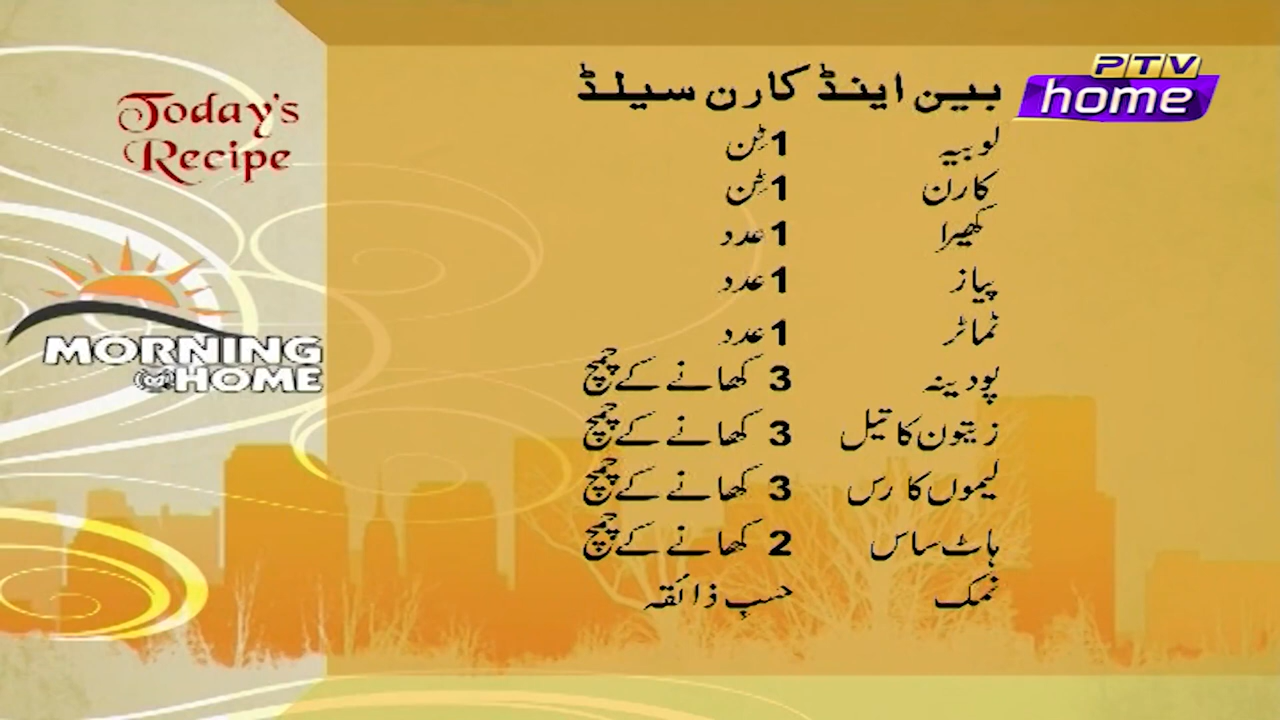 Today's
Recipe
PTV
home
MORNING
@HOME
بین اینڈ کارن سیلڈ
لوبیہ 1 ٹن
کارن 1 ٹن
کھیرا 1 عدد
پیاز 1 عدد
ٹماٹر 1 عدد
پودینہ 3 کھانے کے چمچ
زیتون کا تیل 3 کھانے کے چمچ
لیموں کا رس 3 کھانے کے چمچ
ہاٹ ساس 2 کھانے کے چمچ
نمک حسبِ ذائقہ